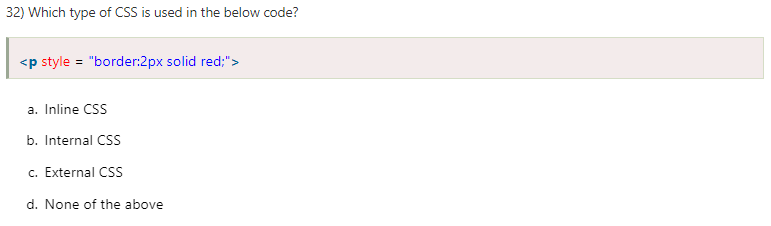 32) Which type of CSS is used in the below code?
<p style = "border:2px solid red;">
a. Inline CSS
b. Internal CSS
c. External CSS
d. None of the above